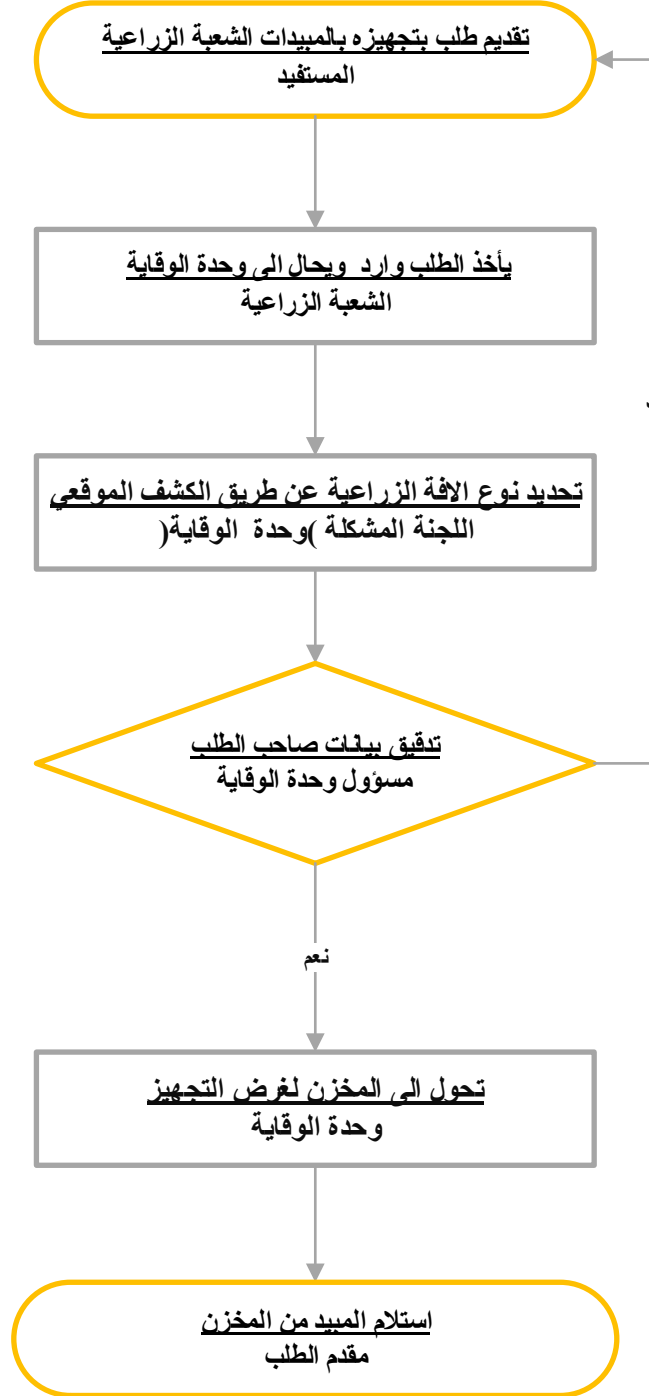 تقديم طلب بتجهيزه بالمبيدات الشعبة الزراعية
المستفيد
يأخذ الطلب وارد ويحال الى وحدة الوقاية
الشعبة الزراعية
تحديد نوع الافة الزراعية عن طريق الكشف الموقعي
اللجنة المشكلة )وحدة الوقاية(
تدقيق بيانات صاحب الطلب
مسؤول وحدة الوقاية
نعم
تحول الى المخزن لغرض التجهيز
وحدة الوقاية
استلام المبيد من المخزن
مقدم الطلب